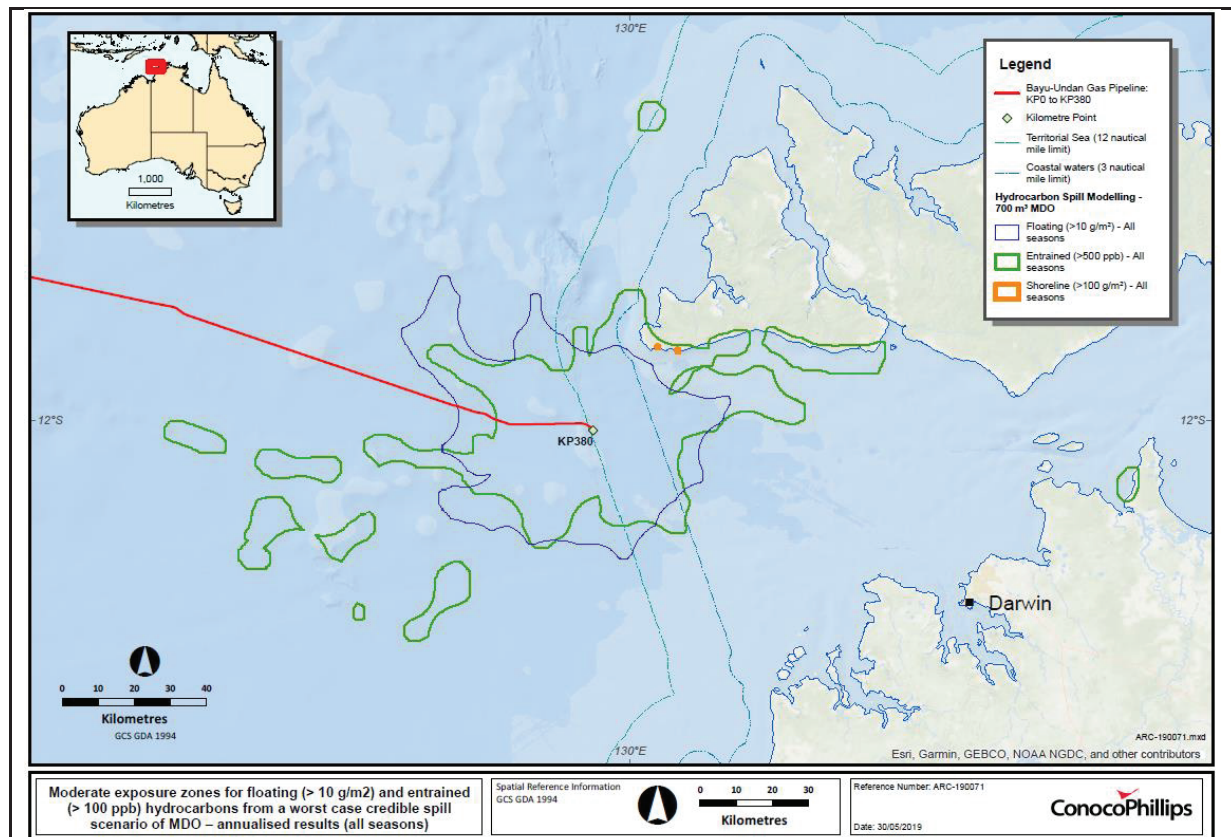 130°E
1,000
Kilometres
Legend
Bayu-Undan Gas Pipeline:
KP0 to KP380
Kilometre Point
Territorial Sea (12 nautical
mile limit)
Coastal waters (3 nautical
mile limit)
Hydrocarbon Spill Modelling -
700 m³ MDO
Floating (>10 g/m²) - All
seasons
Entrained (>500 ppb) - All
seasons
Shoreline (>100 g/m²) - All
seasons
12°S
12°S
KP380
Darwin
0 10 20 30 40
Kilometres
GCS GDA 1994
130°E
ARC-190071.mxd
Esri, Garmin, GEBCO, NOAA NGDC, and other contributors
Moderate exposure zones for floating (> 10 g/m2) and entrained
(> 100 ppb) hydrocarbons from a worst case credible spill
scenario of MDO – annualised results (all seasons)
Spatial Reference Information
GCS GDA 1994
0 10 20 30
Kilometres
Reference Number: ARC-190071
Date: 30/05/2019
ConocoPhillips